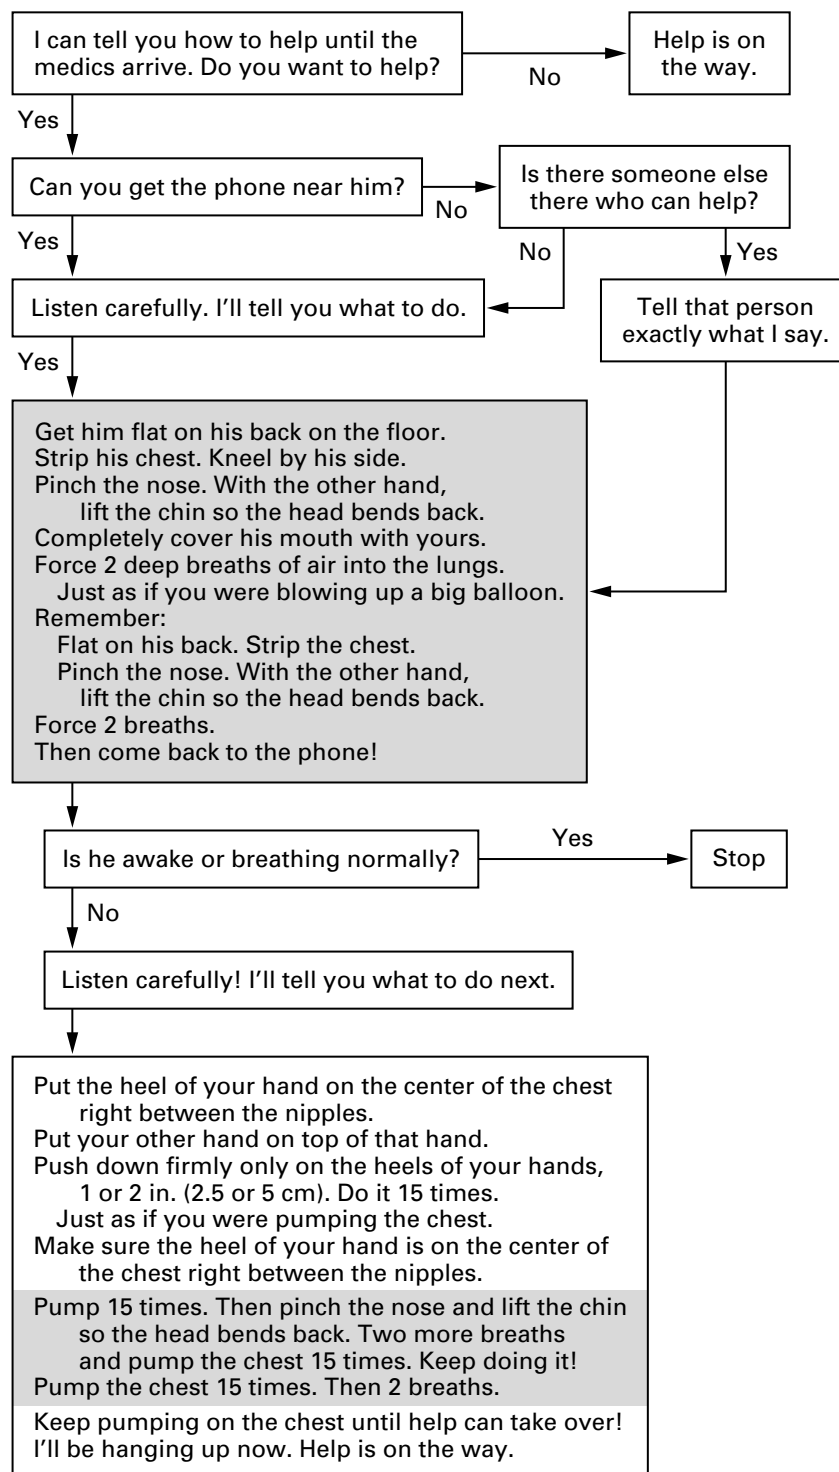 I can tell you how to help until the
medics arrive. Do you want to help?
No
Help is on
the way.
Yes
Can you get the phone near him?
No
Is there someone else
there who can help?
Yes
No
Yes
Listen carefully. I'll tell you what to do.
Tell that person
exactly what I say.
Yes
Get him flat on his back on the floor.
Strip his chest. Kneel by his side.
Pinch the nose. With the other hand,
lift the chin so the head bends back.
Completely cover his mouth with yours.
Force 2 deep breaths of air into the lungs.
Just as if you were blowing up a big balloon.
Remember:
Flat on his back. Strip the chest.
Pinch the nose. With the other hand,
lift the chin so the head bends back.
Force 2 breaths.
Then come back to the phone!
Is he awake or breathing normally?
Yes
Stop
No
Listen carefully! I'll tell you what to do next.
Put the heel of your hand on the center of the chest
right between the nipples.
Put your other hand on top of that hand.
Push down firmly only on the heels of your hands,
1 or 2 in. (2.5 or 5 cm). Do it 15 times.
Just as if you were pumping the chest.
Make sure the heel of your hand is on the center of
the chest right between the nipples.
Pump 15 times. Then pinch the nose and lift the chin
so the head bends back. Two more breaths
and pump the chest 15 times. Keep doing it!
Pump the chest 15 times. Then 2 breaths.
Keep pumping on the chest until help can take over!
I'll be hanging up now. Help is on the way.